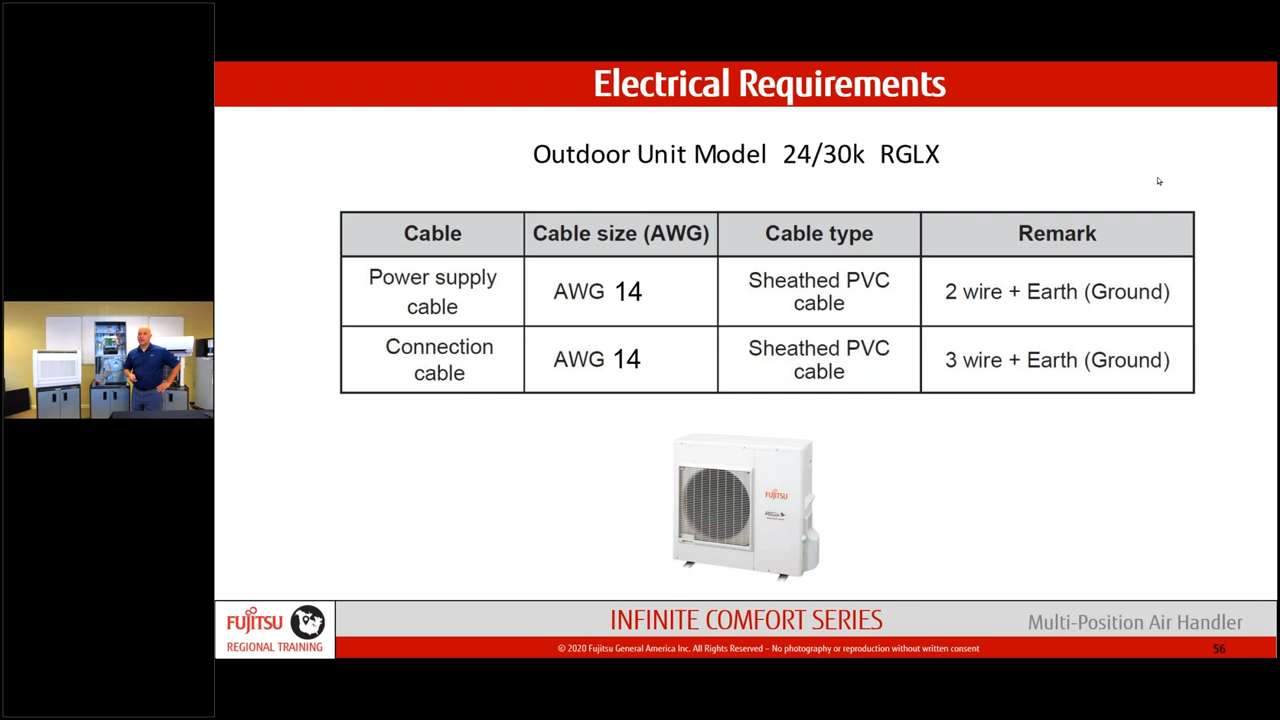 Electrical Requirements
Outdoor Unit Model 24/30k RGLX
Cable Cable size (AWG) Cable type Remark
Power supply cable AWG 14 Sheathed PVC cable 2 wire + Earth (Ground)
Connection cable AWG 14 Sheathed PVC cable 3 wire + Earth (Ground)
FUJITSU
FUJITSU
REGIONAL TRAINING
INFINITE COMFORT SERIES
Multi-Position Air Handler
© 2020 Fujitsu General America Inc. All Rights Reserved – No photography or reproduction without written consent
56